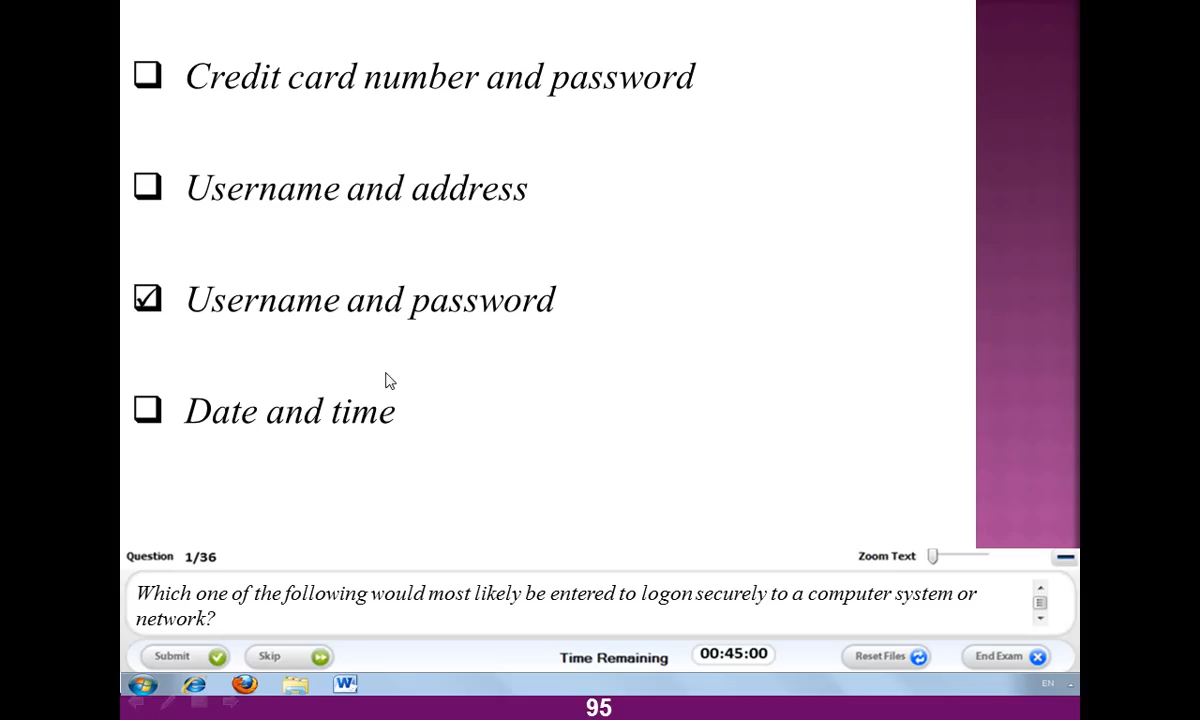 Credit card number and password
Username and address
Username and password
Date and time
Question 1/36
Zoom Text
Which one of the following would most likely be entered to logon securely to a computer system or
network?
Submit
Skip
Time Remaining
00:45:00
Reset Files
End Exam
W
EN
95